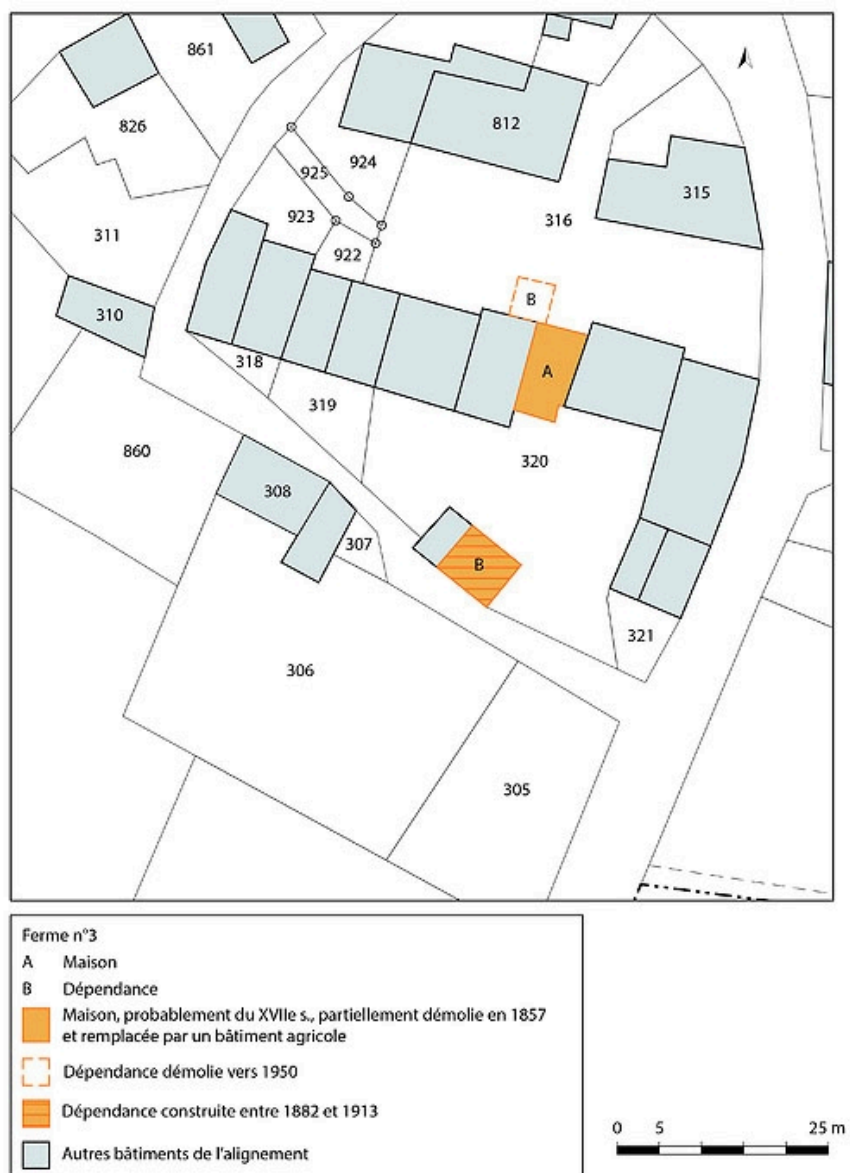 861
826
812
924
925
315
923
316
311
922
310
B
318
A
319
860
320
308
307
B
321
306
305
Ferme n°3
A Maison
B Dépendance
Maison, probablement du XVIIe s., partiellement démolie en 1857
et remplacée par un bâtiment agricole
Dépendance démolie vers 1950
Dépendance construite entre 1882 et 1913
Autres bâtiments de l'alignement
0 5 25 m